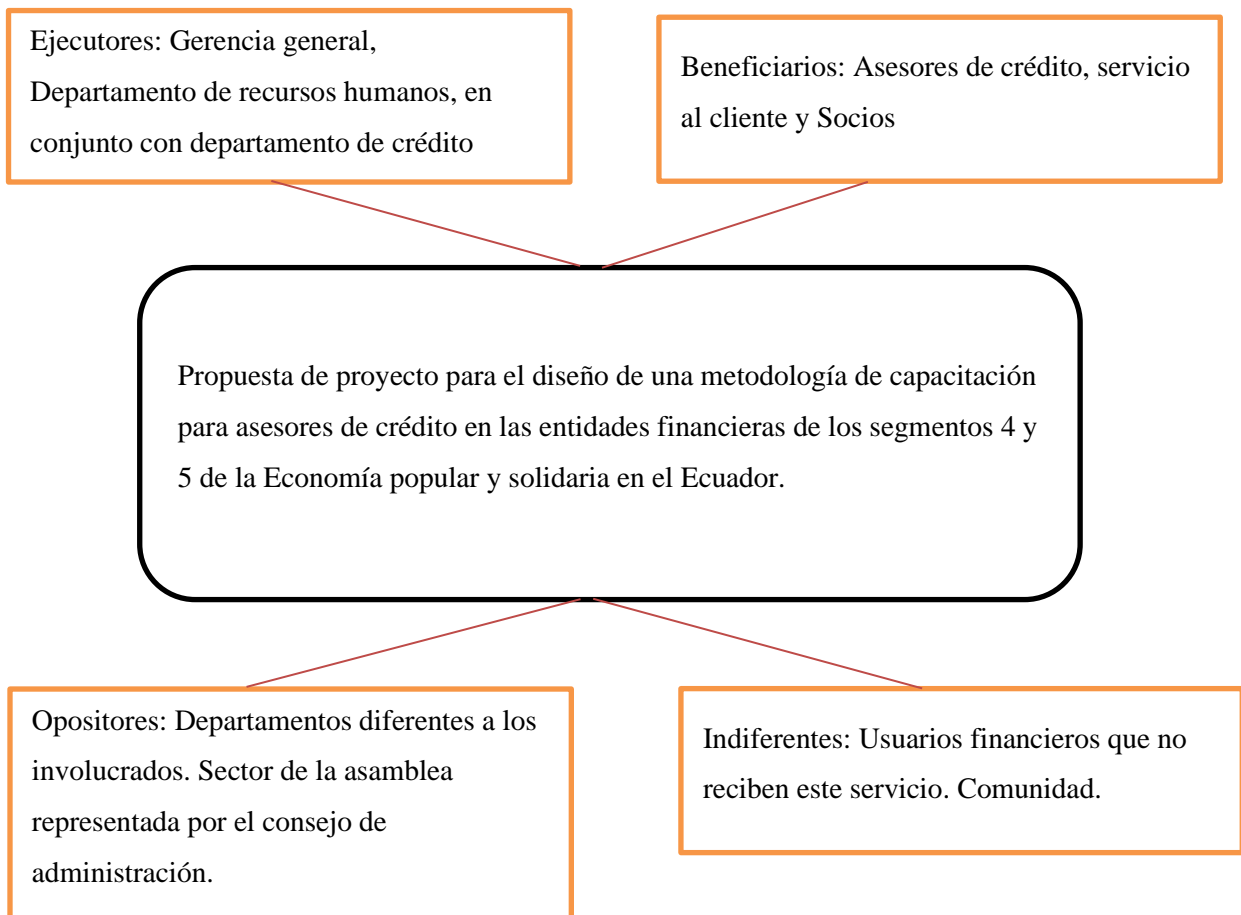 Ejecutores: Gerencia general,
Departamento de recursos humanos, en
conjunto con departamento de crédito
Beneficiarios: Asesores de crédito, servicio
al cliente y Socios
Propuesta de proyecto para el diseño de una metodología de capacitación
para asesores de crédito en las entidades financieras de los segmentos 4 y
5 de la Economía popular y solidaria en el Ecuador.
Opositores: Departamentos diferentes a los
involucrados. Sector de la asamblea
representada por el consejo de
administración.
Indiferentes: Usuarios financieros que no
reciben este servicio. Comunidad.